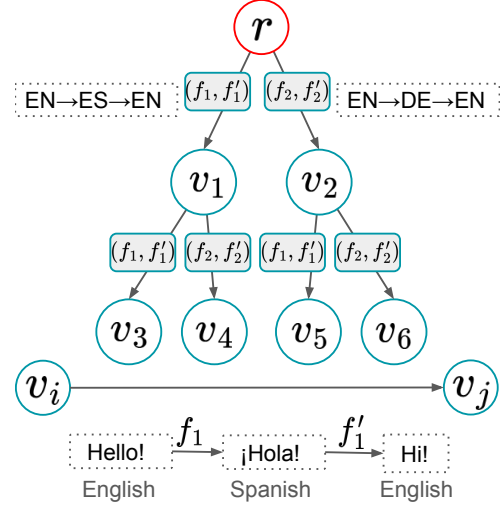 r
EN→ES→EN (f₁, f₁′) (f₂, f₂′) EN→DE→EN
v₁ v₂
(f₁, f₁′) (f₂, f₂′) (f₁, f₁′) (f₂, f₂′)
v₃ v₄ v₅ v₆
vᵢ vⱼ
f₁ f₁′
Hello! ¡Hola! Hi!
English Spanish English